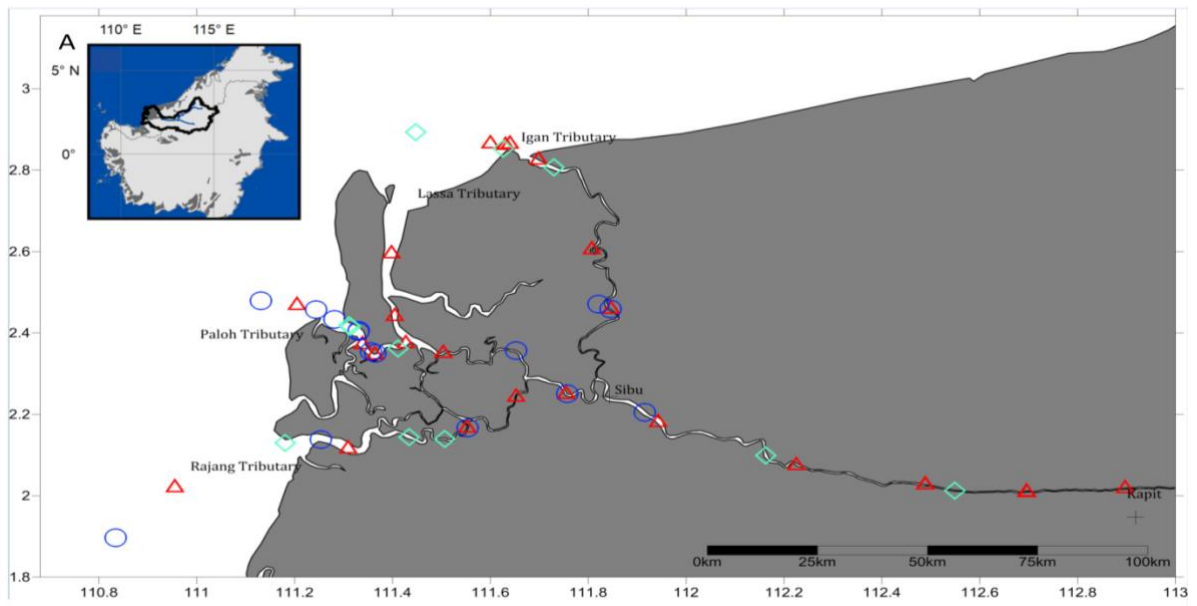 A
110° E
115° E
5° N
0°
3
2.8
2.6
2.4
2.2
2
1.8
Igan Tributary
Lassa Tributary
Paloh Tributary
Sibu
Rajang Tributary
Kapit
0km
25km
50km
75km
100km
110.8
111
111.2
111.4
111.6
111.8
112
112.2
112.4
112.6
112.8
113